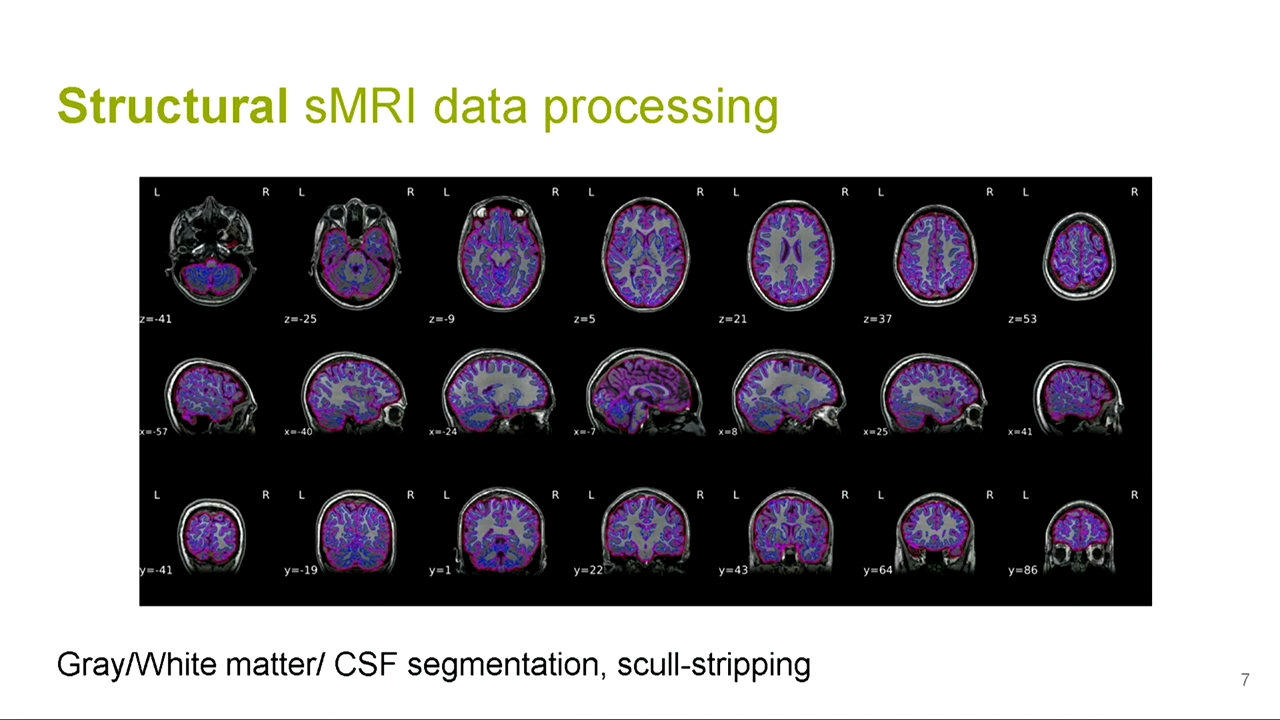 Structural sMRI data processing
L R L R L R L R L R L R L R
z=-41 z=-25 z=-9 z=5 z=21 z=37 z=53
x=-57 x=-40 x=-24 x=-7 x=8 x=25 x=41
L R L R L R L R L R L R L R
y=-41 y=-19 y=1 y=22 y=43 y=64 y=86
Gray/White matter/ CSF segmentation, scull-stripping
7